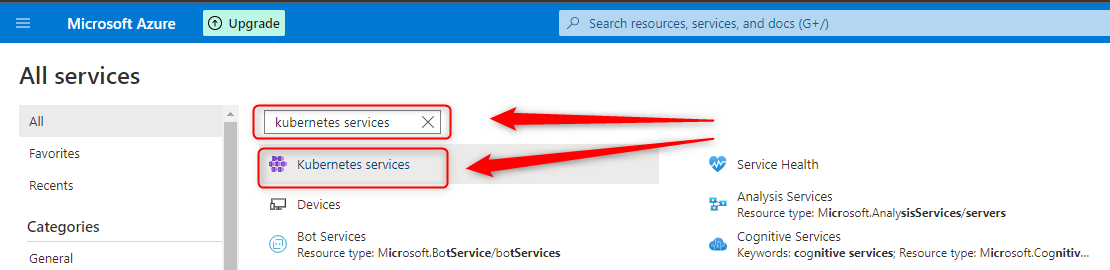 Microsoft Azure
Upgrade
Search resources, services, and docs (G+/)
All services
All
Favorites
Recents
Categories
General
kubernetes services
Kubernetes services
Service Health
Devices
Analysis Services
Resource type: Microsoft.AnalysisServices/servers
Bot Services
Resource type: Microsoft.BotService/botServices
Cognitive Services
Keywords: cognitive services; Resource type: Microsoft.Cognitiv...